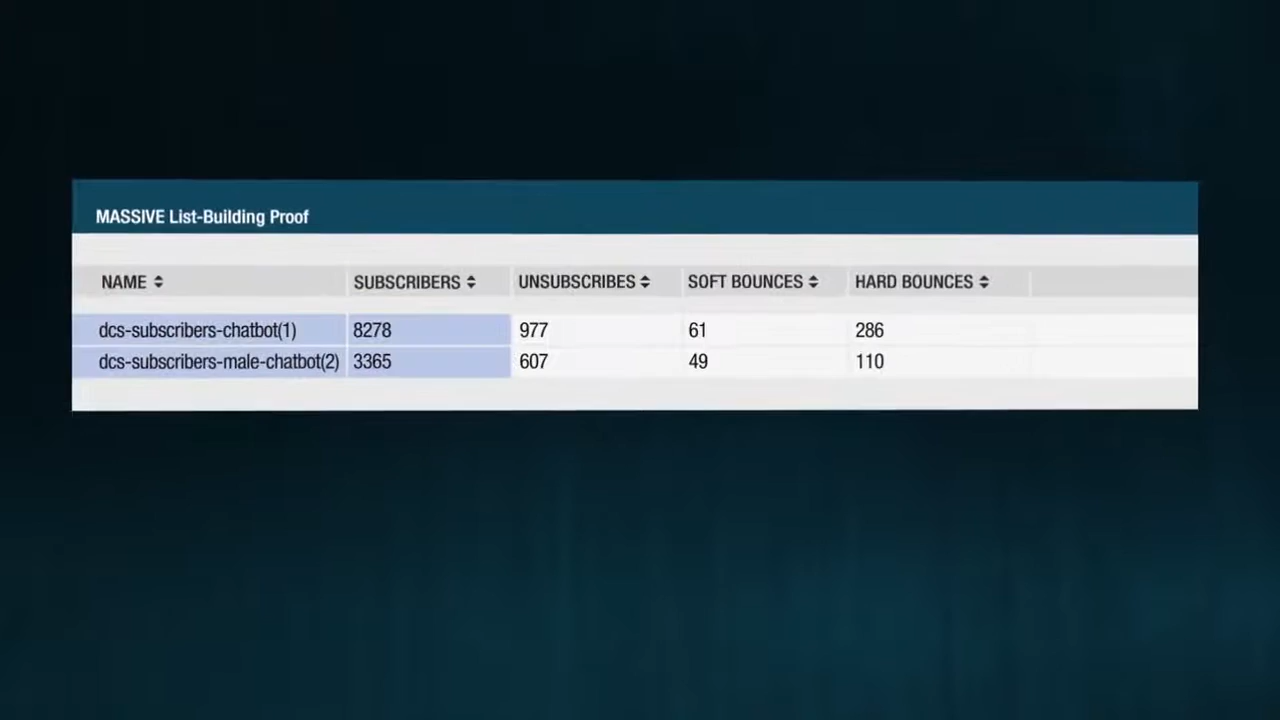 MASSIVE List-Building Proof
NAME SUBSCRIBERS UNSUBSCRIBES SOFT BOUNCES HARD BOUNCES
dcs-subscribers-chatbot(1) 8278 977 61 286
dcs-subscribers-male-chatbot(2) 3365 607 49 110